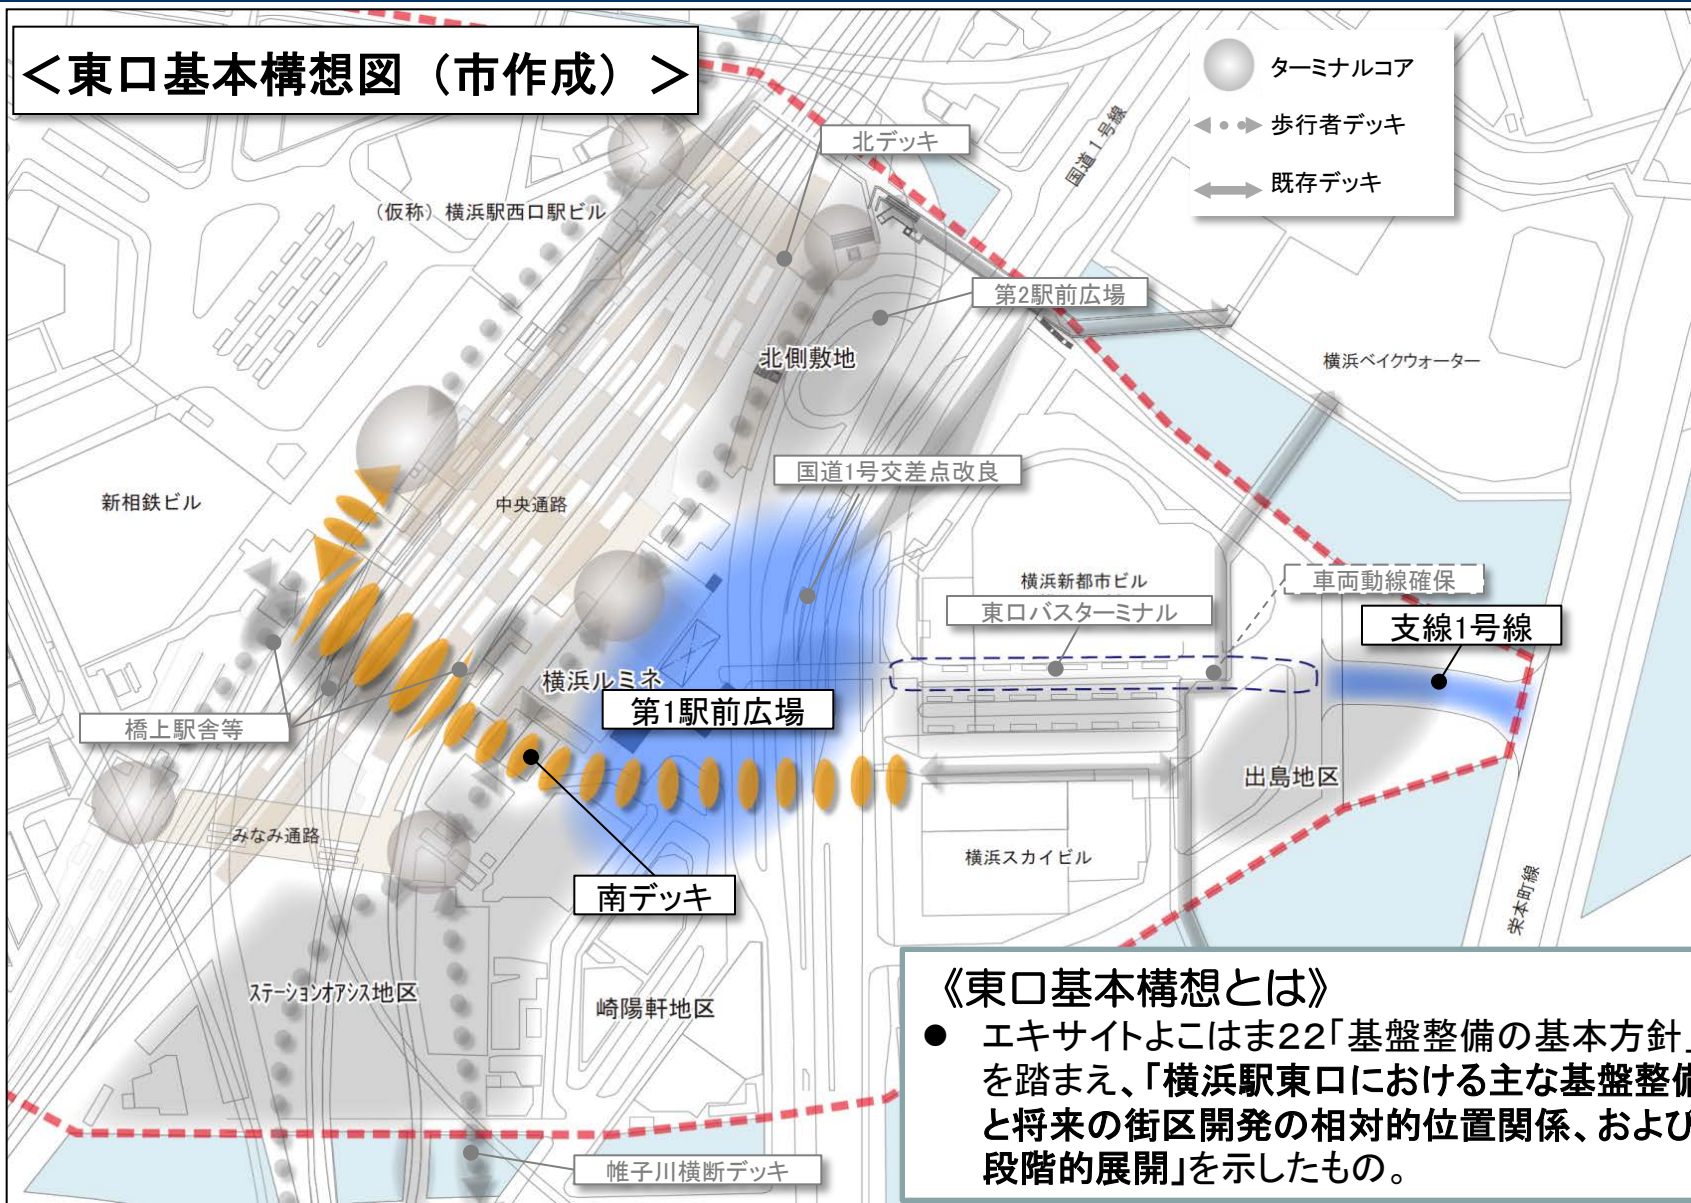 ＜東口基本構想図（市作成）＞
ターミナルコア
歩行者デッキ
既存デッキ
国道１号線
北デッキ
（仮称）横浜駅西口駅ビル
第2駅前広場
北側敷地
横浜ベイクウォーター
国道1号交差点改良
新相鉄ビル
中央通路
横浜新都市ビル
車両動線確保
東口バスターミナル
支線1号線
横浜ルミネ
第1駅前広場
橋上駅舎等
出島地区
みなみ通路
横浜スカイビル
南デッキ
栄本町線
ステーションオアシス地区
崎陽軒地区
帷子川横断デッキ
《東口基本構想とは》
● エキサイトよこはま２２「基盤整備の基本方針」
を踏まえ、「横浜駅東口における主な基盤整備
と将来の街区開発の相対的位置関係、および
段階的展開」を示したもの。